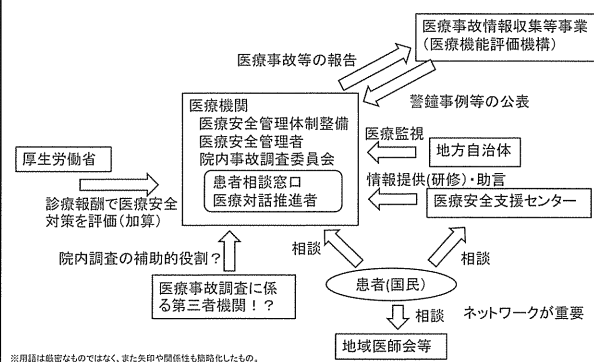 医療事故情報収集等事業
(医療機能評価機構)
医療事故等の報告
警鐘事例等の公表
医療機関
医療安全管理体制整備
医療安全管理者
院内事故調査委員会
患者相談窓口
医療対話推進者
医療監視
地方自治体
厚生労働省
情報提供(研修)・助言
医療安全支援センター
診療報酬で医療安全
対策を評価(加算)
相談
相談
院内調査の補助的役割?
患者(国民)
医療事故調査に係
る第三者機関!?
相談
ネットワークが重要
地域医師会等
※用語は厳密なものではなく、また矢印や関係性も簡略化したもの。